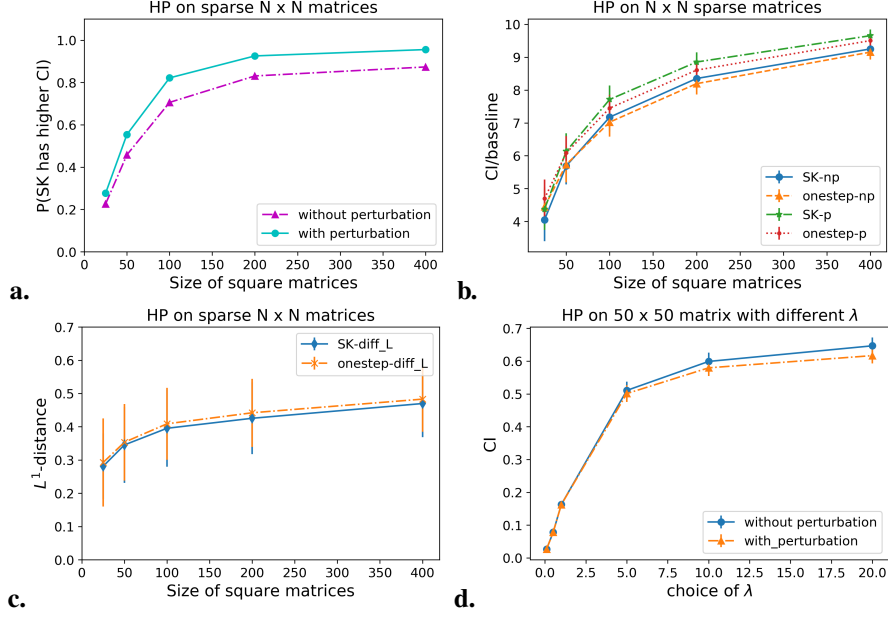 HP on sparse N x N matrices
P(SK has higher CI)
1.0
0.8
0.6
0.4
0.2
0.0
without perturbation
with perturbation
0 50 100 150 200 250 300 350 400
Size of square matrices
a.
HP on N x N sparse matrices
CI/baseline
10
9
8
7
6
5
4
SK-np
onestep-np
SK-p
onestep-p
50 100 150 200 250 300 350 400
Size of square matrices
b.
HP on sparse N x N matrices
L¹-distance
0.7
0.6
0.5
0.4
0.3
0.2
0.1
0.0
SK-diff_L
onestep-diff_L
0 50 100 150 200 250 300 350 400
Size of square matrices
c.
HP on 50 x 50 matrix with different λ
CI
0.7
0.6
0.5
0.4
0.3
0.2
0.1
0.0
without perturbation
with_perturbation
0.0 2.5 5.0 7.5 10.0 12.5 15.0 17.5 20.0
choice of λ
d.